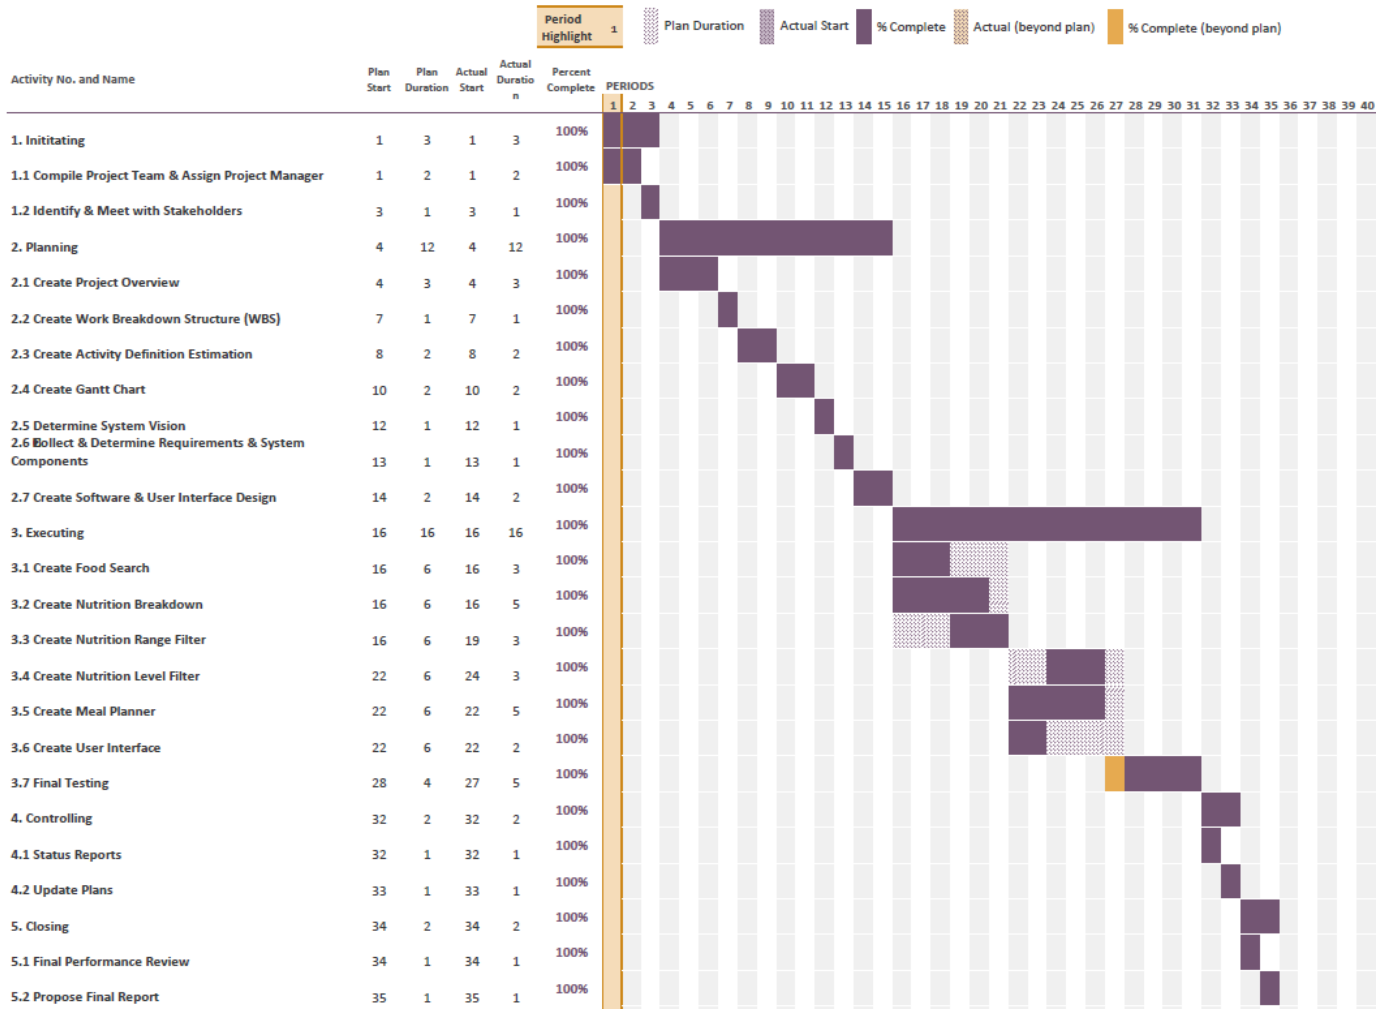 Period Highlight 1 Plan Duration Actual Start % Complete Actual (beyond plan) % Complete (beyond plan)
Activity No. and Name Plan Start Plan Duration Actual Start Actual Duratio n Percent Complete PERIODS
1 2 3 4 5 6 7 8 9 10 11 12 13 14 15 16 17 18 19 20 21 22 23 24 25 26 27 28 29 30 31 32 33 34 35 36 37 38 39 40
1. Inititating 1 3 1 3 100%
1.1 Compile Project Team & Assign Project Manager 1 2 1 2 100%
1.2 Identify & Meet with Stakeholders 3 1 3 1 100%
2. Planning 4 12 4 12 100%
2.1 Create Project Overview 4 3 4 3 100%
2.2 Create Work Breakdown Structure (WBS) 7 1 7 1 100%
2.3 Create Activity Definition Estimation 8 2 8 2 100%
2.4 Create Gantt Chart 10 2 10 2 100%
2.5 Determine System Vision 12 1 12 1 100%
2.6 Collect & Determine Requirements & System
Components 13 1 13 1 100%
2.7 Create Software & User Interface Design 14 2 14 2 100%
3. Executing 16 16 16 16 100%
3.1 Create Food Search 16 6 16 3 100%
3.2 Create Nutrition Breakdown 16 6 16 5 100%
3.3 Create Nutrition Range Filter 16 6 19 3 100%
3.4 Create Nutrition Level Filter 22 6 24 3 100%
3.5 Create Meal Planner 22 6 22 5 100%
3.6 Create User Interface 22 6 22 2 100%
3.7 Final Testing 28 4 27 5 100%
4. Controlling 32 2 32 2 100%
4.1 Status Reports 32 1 32 1 100%
4.2 Update Plans 33 1 33 1 100%
5. Closing 34 2 34 2 100%
5.1 Final Performance Review 34 1 34 1 100%
5.2 Propose Final Report 35 1 35 1 100%